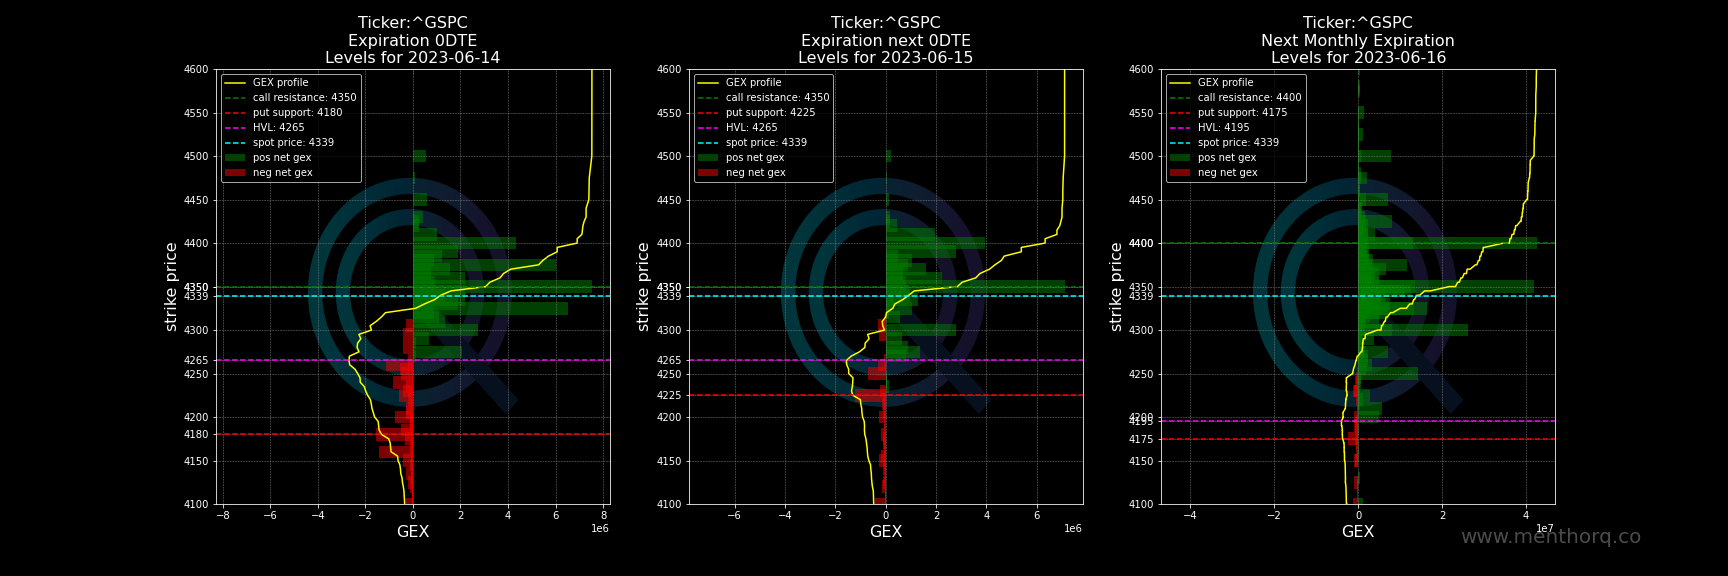 Ticker:^GSPC
Expiration 0DTE
Levels for 2023-06-14
GEX profile
call resistance: 4350
put support: 4180
HVL: 4265
spot price: 4339
pos net gex
neg net gex
4600
4550
4500
4450
4400
4350
4339
4300
4265
4250
4200
4180
4150
4100
strike price
−8
−6
−4
−2
0
2
4
6
8
1e6
GEX
Ticker:^GSPC
Expiration next 0DTE
Levels for 2023-06-15
GEX profile
call resistance: 4350
put support: 4225
HVL: 4265
spot price: 4339
pos net gex
neg net gex
4600
4550
4500
4450
4400
4350
4339
4300
4265
4250
4225
4200
4150
4100
strike price
−6
−4
−2
0
2
4
6
1e6
GEX
Ticker:^GSPC
Next Monthly Expiration
Levels for 2023-06-16
GEX profile
call resistance: 4400
put support: 4175
HVL: 4195
spot price: 4339
pos net gex
neg net gex
4600
4550
4500
4450
4400
4350
4339
4300
4250
4200
4195
4175
4150
4100
strike price
−4
−2
0
2
4
1e7
GEX
www.menthorq.co